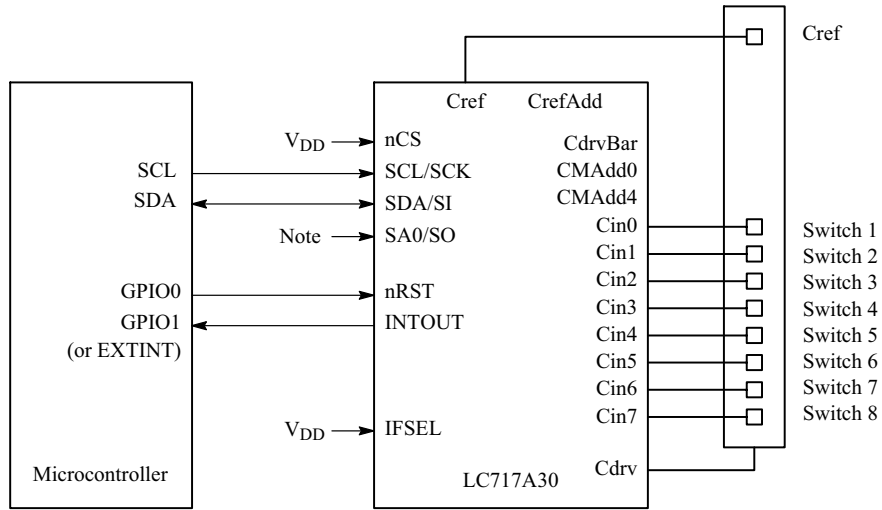 Cref
Cref CrefAdd
V_DD nCS
CdrvBar
SCL SCL/SCK CMAdd0
SDA SDA/SI CMAdd4
Note SA0/SO
Cin0 Switch 1
Cin1 Switch 2
GPIO0 nRST Cin2 Switch 3
GPIO1 INTOUT Cin3 Switch 4
(or EXTINT) Cin4 Switch 5
Cin5 Switch 6
Cin6 Switch 7
V_DD IFSEL Cin7 Switch 8
Microcontroller LC717A30 Cdrv